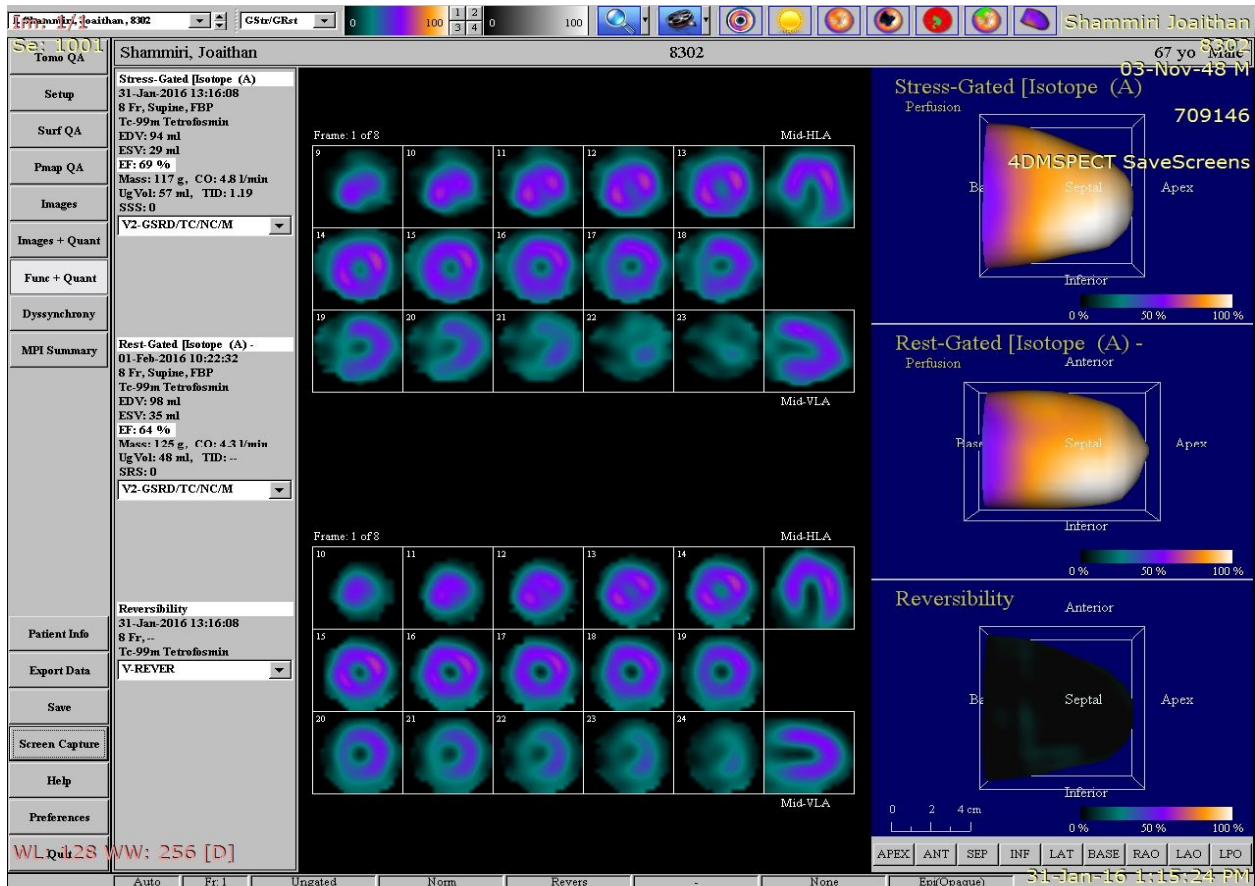 Im: 1/1
Shammiri, Joaithan , 8302
GStr/GRst
0 100
1 2
3 4
0 100
Shammiri Joaithan
Se: 1001
8302
03-Nov-48 M
709146
4DMSPECT SaveScreens
Shammiri, Joaithan 8302 67 yo Male
Tomo QA
Setup
Surf QA
Pmap QA
Images
Images + Quant
Func + Quant
Dyssynchrony
MPI Summary
Patient Info
Export Data
Save
Screen Capture
Help
Preferences
Quit
Stress-Gated [Isotope (A)
31-Jan-2016 13:16:08
8 Fr, Supine, FBP
Tc-99m Tetrofosmin
EDV: 94 ml
ESV: 29 ml
EF: 69 %
Mass: 117 g, CO: 4.8 l/min
UgVol: 57 ml, TID: 1.19
SSS: 0
V2-GSRD/TC/NC/M
Rest-Gated [Isotope (A) -
01-Feb-2016 10:22:32
8 Fr, Supine, FBP
Tc-99m Tetrofosmin
EDV: 98 ml
ESV: 35 ml
EF: 64 %
Mass: 125 g, CO: 4.3 l/min
UgVol: 48 ml, TID: --
SRS: 0
V2-GSRD/TC/NC/M
Reversibility
31-Jan-2016 13:16:08
8 Fr, --
Tc-99m Tetrofosmin
V-REVER
Frame: 1 of 8 Mid-HLA
9 10 11 12 13
14 15 16 17 18
19 20 21 22 23
Mid-VLA
Frame: 1 of 8 Mid-HLA
10 11 12 13 14
15 16 17 18 19
20 21 22 23 24
Mid-VLA
Stress-Gated [Isotope (A)
Perfusion
Ba Septal Apex
Inferior
0 % 50 % 100 %
Rest-Gated [Isotope (A) -
Perfusion Anterior
Base Septal Apex
Inferior
0 % 50 % 100 %
Reversibility
Anterior
Ba Septal Apex
Inferior
0 2 4 cm
0 % 50 % 100 %
APEX ANT SEP INF LAT BASE RAO LAO LPO
WL: 128 WW: 256 [D]
Auto Fr: 1 Ungated Norm Revers - None Epi(Opaque)
31-Jan-16 1:15:24 PM